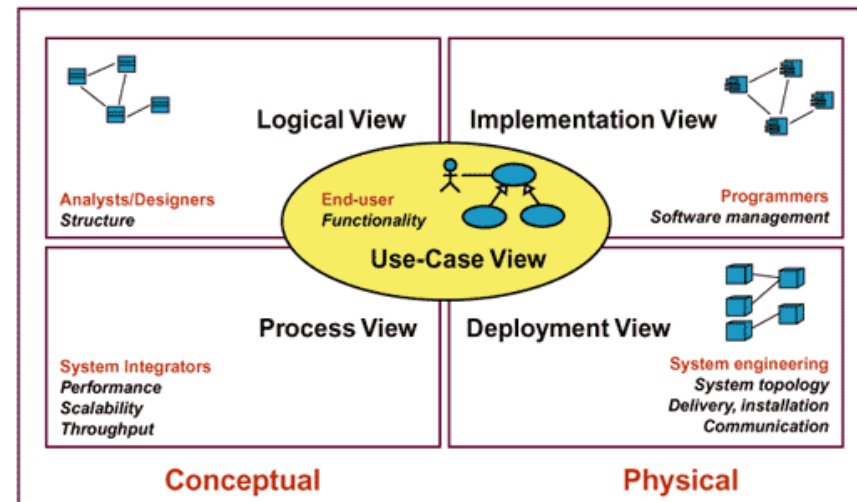 Logical View
Analysts/Designers
Structure
Implementation View
Programmers
Software management
End-user
Functionality
Use-Case View
Process View
System Integrators
Performance
Scalability
Throughput
Deployment View
System engineering
System topology
Delivery, installation
Communication
Conceptual
Physical